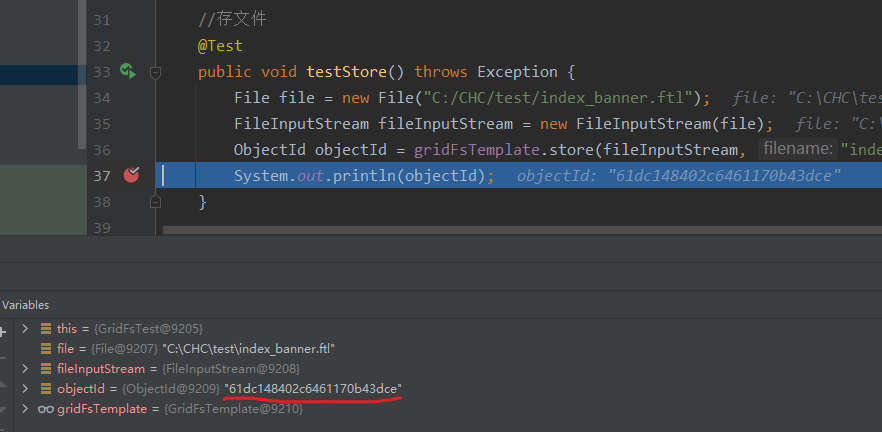 31 //存文件
32 @Test
33 public void testStore() throws Exception {
34 File file = new File("C:/CHC/test/index_banner.ftl"); file: "C:\CHC\tes
35 FileInputStream fileInputStream = new FileInputStream(file); file: "C:\
36 ObjectId objectId = gridFsTemplate.store(fileInputStream, filename: "inde
37 System.out.println(objectId); objectId: "61dc148402c6461170b43dce"
38 }
39
Variables
this = {GridFsTest@9205}
file = {File@9207} "C:\CHC\test\index_banner.ftl"
fileInputStream = {FileInputStream@9208}
objectId = {ObjectId@9209} "61dc148402c6461170b43dce"
gridFsTemplate = {GridFsTemplate@9210}